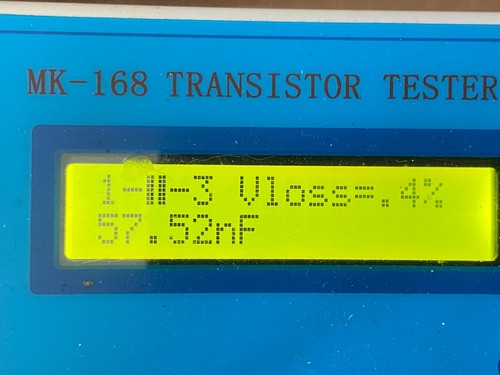 MK-168 TRANSISTOR TESTER
1-||-3 Vloss=.4%
57.52nF